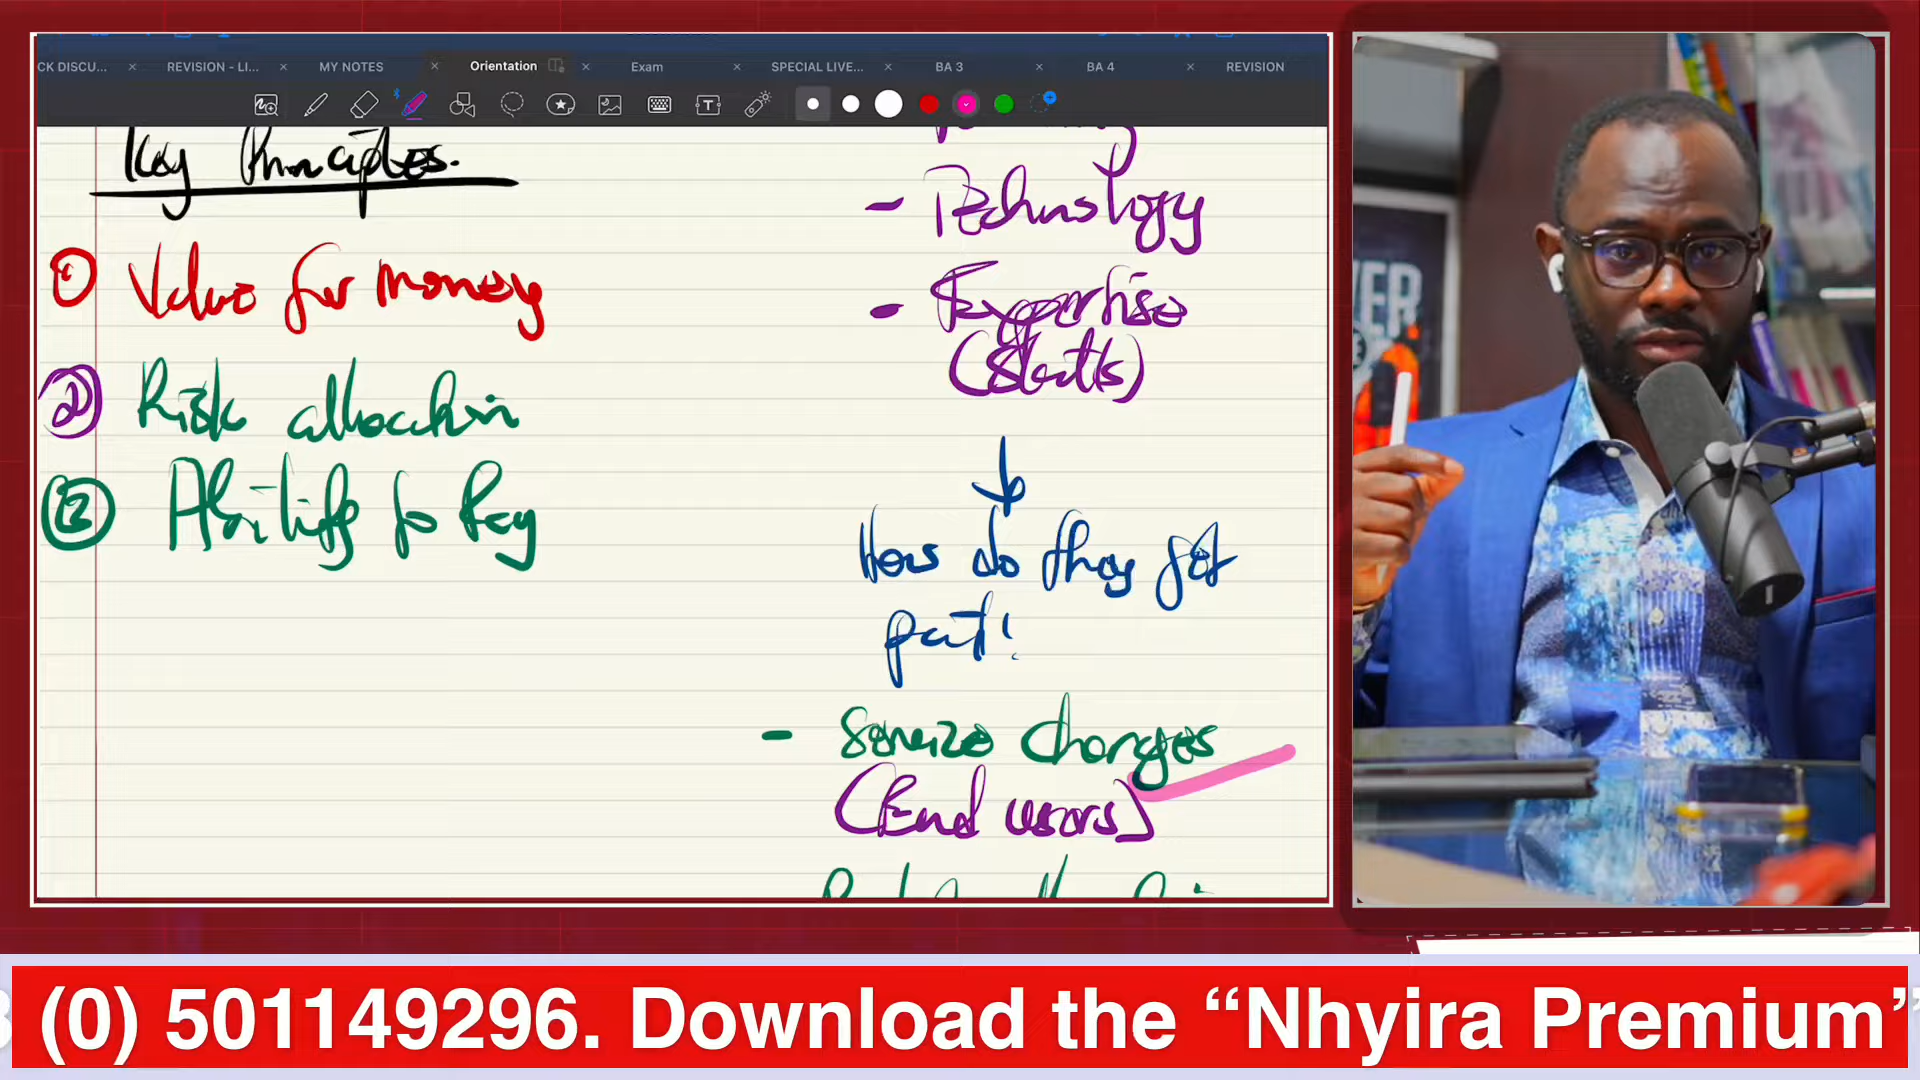 CK DISCU... REVISION - LI... MY NOTES Orientation Exam SPECIAL LIVE... BA 3 BA 4 REVISION
Key Principles.
① Value for money
② Risk allocation
③ Ability to Pay
- Technology
- Expertise
(Skills)
How do they get
paid?
- Service charges
(End users)
(0) 501149296. Download the “Nhyira Premium”